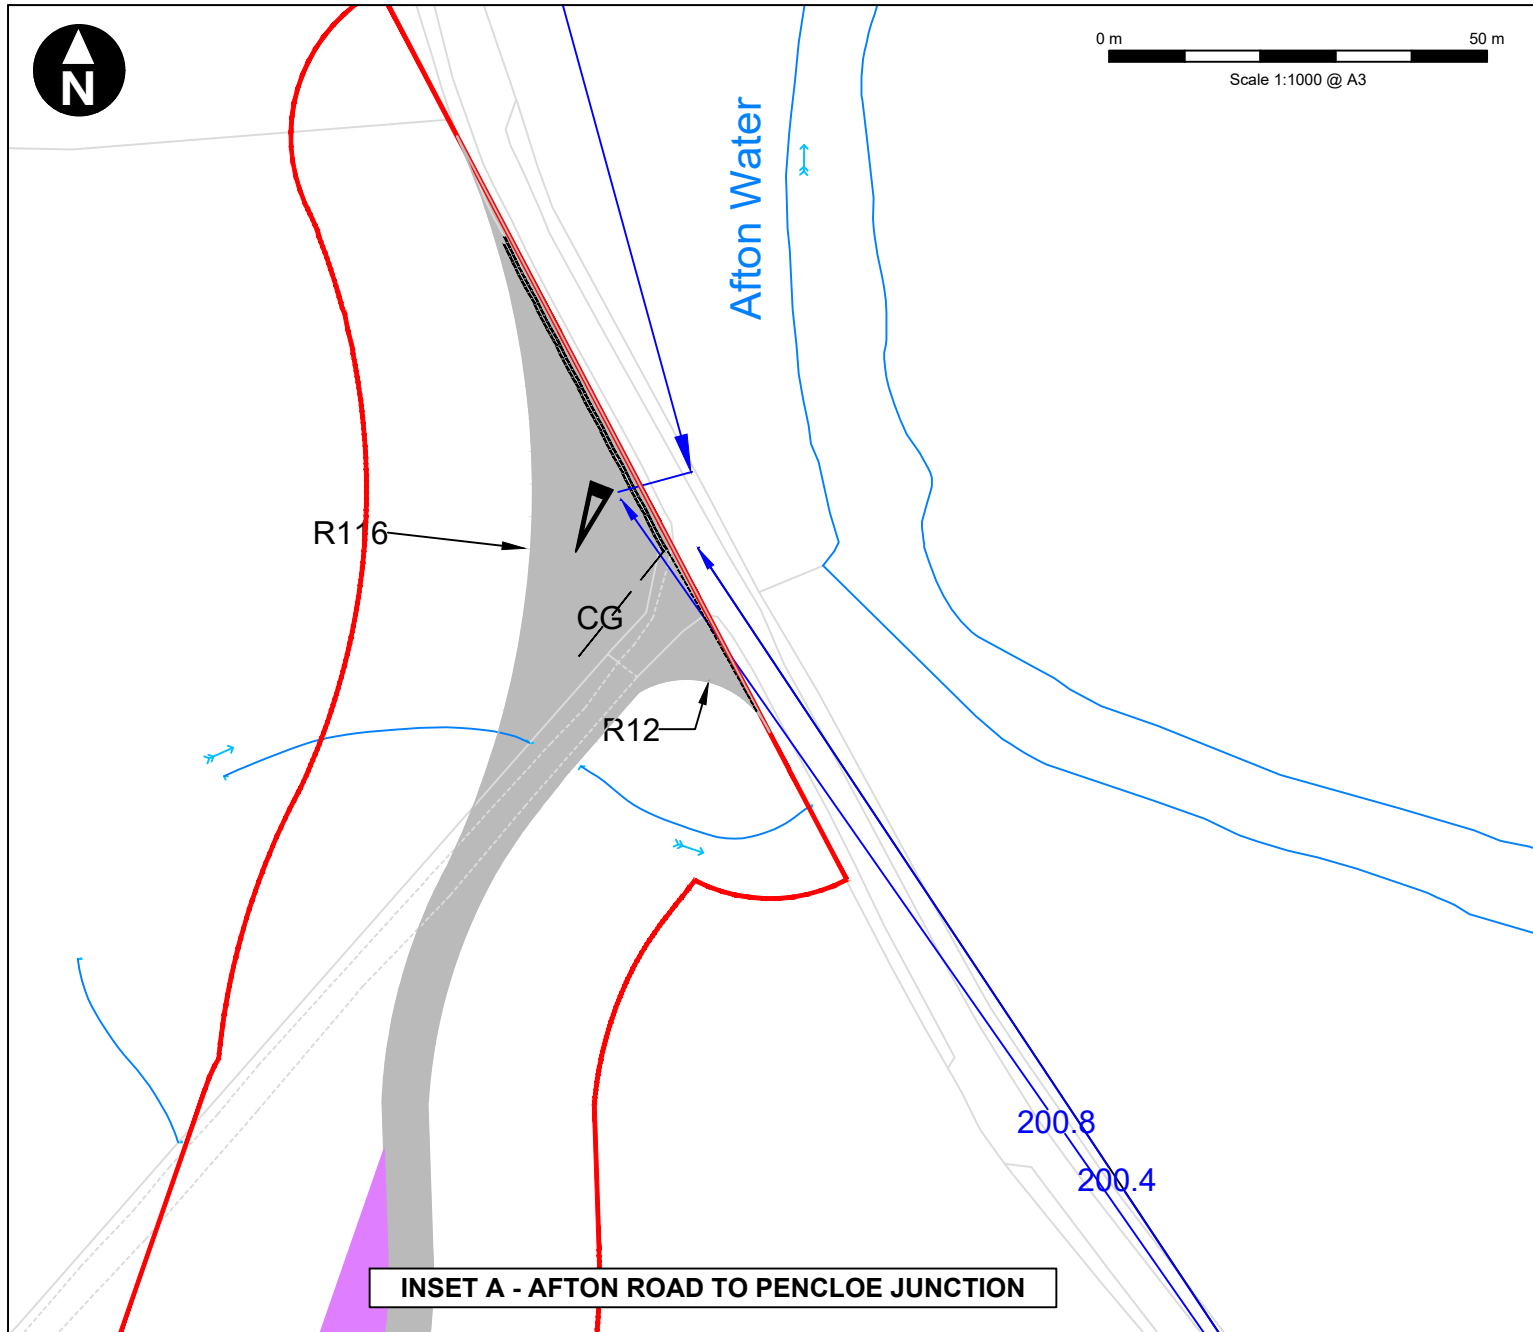 N
0 m
50 m
Scale 1:1000 @ A3
Afton Water
R116
CG
R12
200.8
200.4
INSET A - AFTON ROAD TO PENCLOE JUNCTION